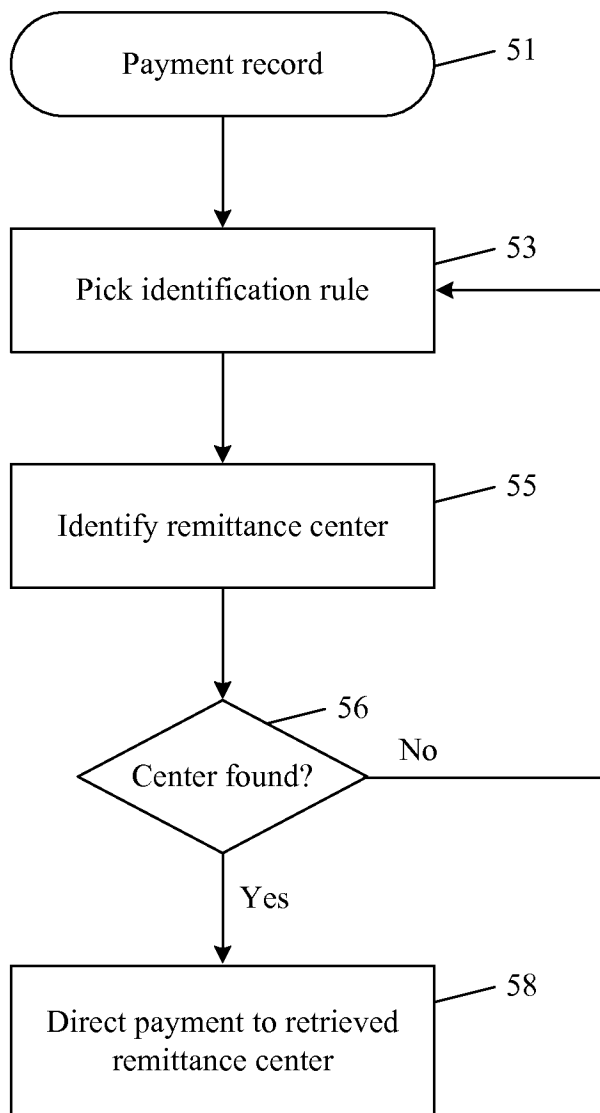 Payment record
51
Pick identification rule
53
Identify remittance center
55
Center found?
56
No
Yes
Direct payment to retrieved
remittance center
58